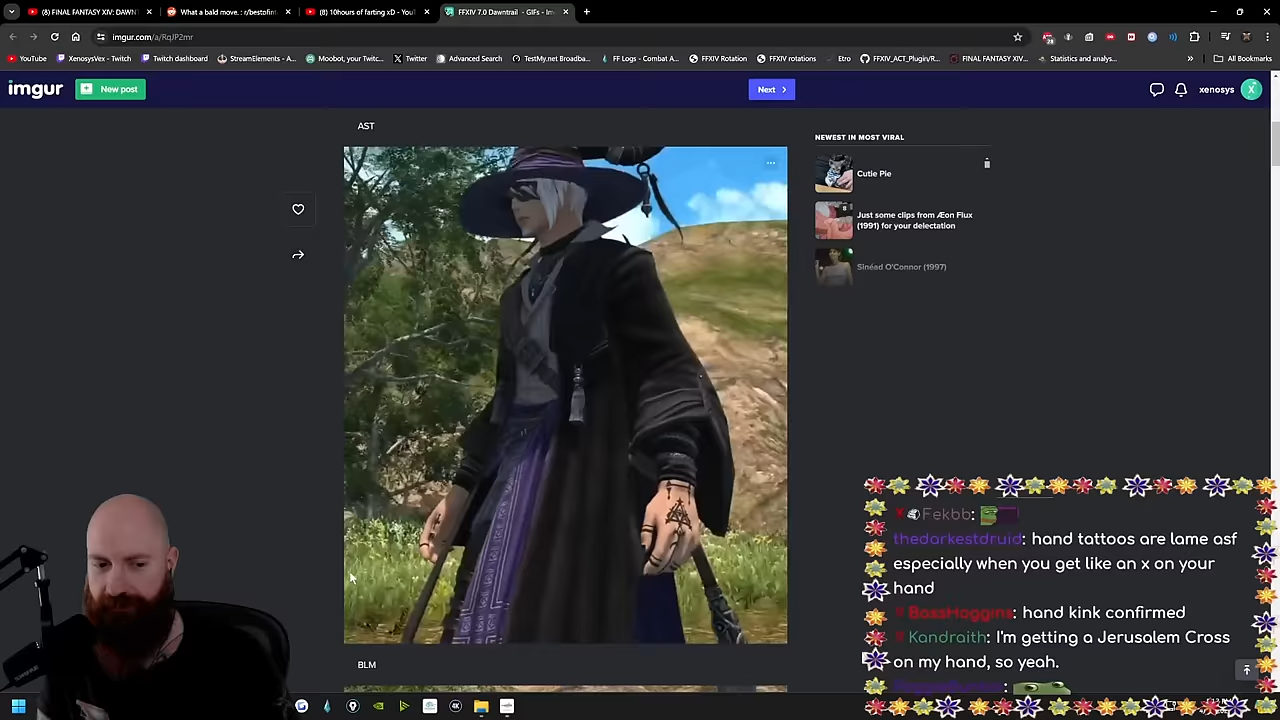 (6) FINAL FANTASY XIV: DAWNT
What a bald move. : r/bestofin
(8) 10hours of farting xD - YouT
FFXIV 7.0 Dawntrail - GIFs - Im
imgur.com/a/RqJP2mr
YouTube
XenosysVex - Twitch
Twitch dashboard
StreamElements - A...
Moobot, your Twitc...
Twitter
Advanced Search
TestMy.net Broadba...
FF Logs - Combat A...
FFXIV Rotation
FFXIV rotations
Etro
FFXIV_ACT_Plugin/R...
FINAL FANTASY XIV...
Statistics and analys...
All Bookmarks
imgur
New post
Next
xenosys
X
AST
NEWEST IN MOST VIRAL
Cutie Pie
Just some clips from Æon Flux
(1991) for your delectation
Sinéad O'Connor (1997)
Fekbb:
thedarkestdruid: hand tattoos are lame asf
especially when you get like an x on your
hand
BassHoggins: hand kink confirmed
Kandraith: I'm getting a Jerusalem Cross
on my hand, so yeah.
BLM